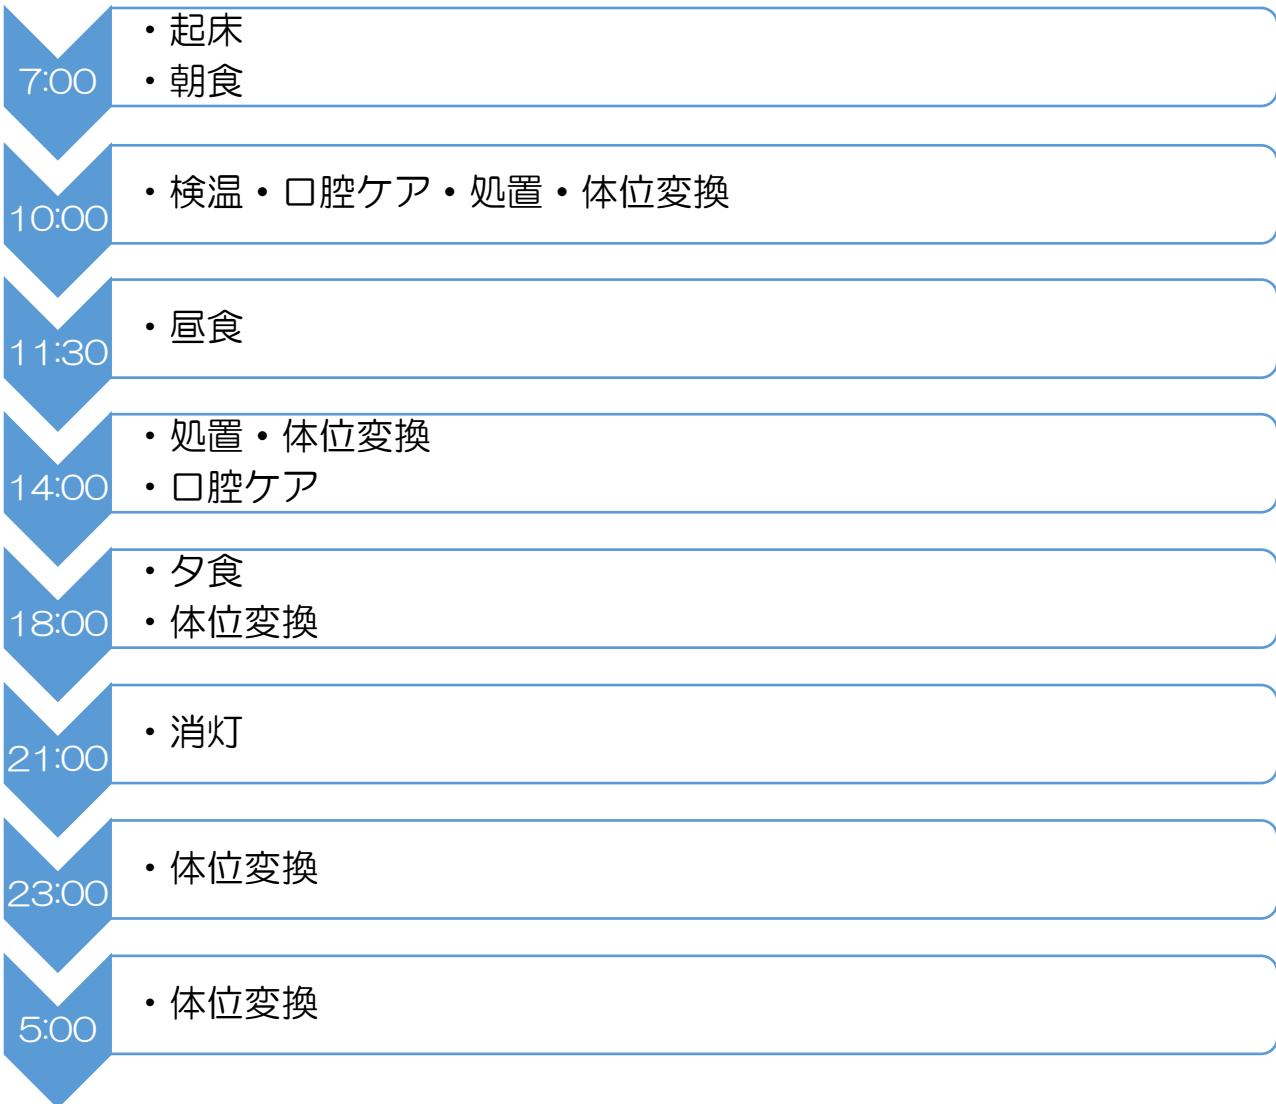 7:00
・起床
・朝食
10:00
・検温・口腔ケア・処置・体位変換
11:30
・昼食
14:00
・処置・体位変換
・口腔ケア
18:00
・夕食
・体位変換
21:00
・消灯
23:00
・体位変換
5:00
・体位変換